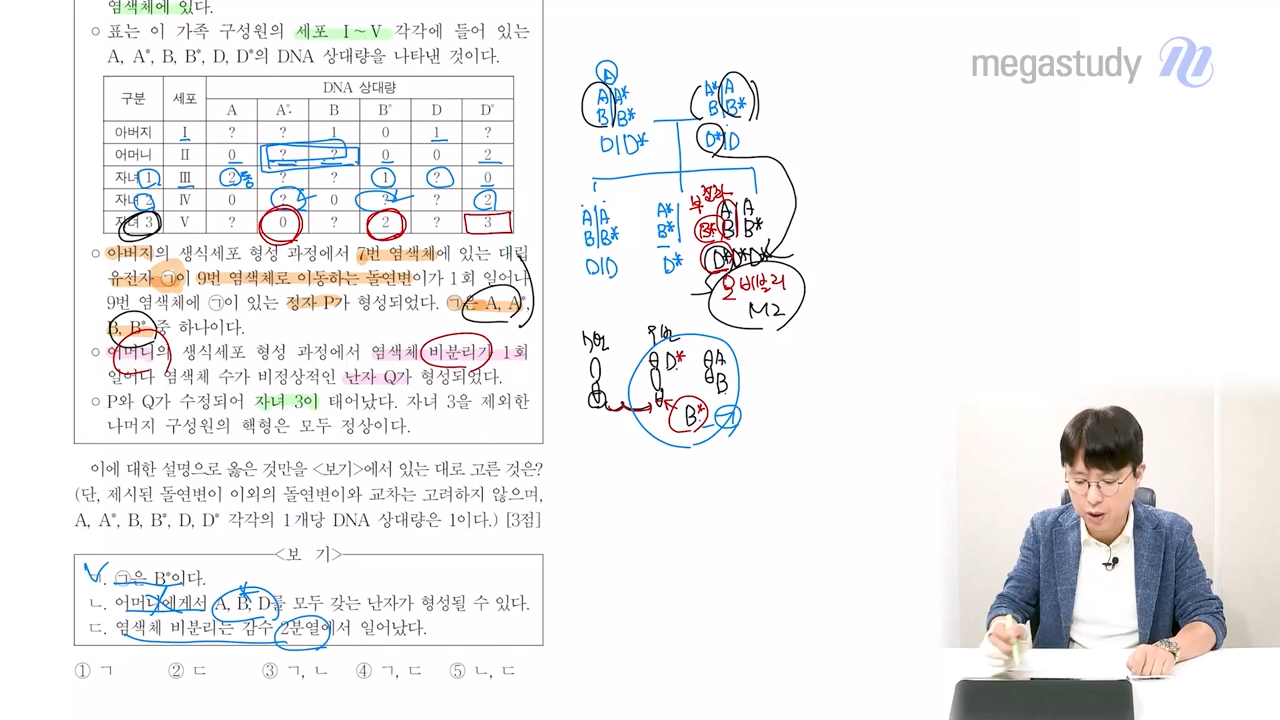 염색체에 있다.
○ 표는 이 가족 구성원의 세포 Ⅰ~Ⅴ 각각에 들어 있는
A, A*, B, B*, D, D*의 DNA 상대량을 나타낸 것이다.
구분 세포 DNA 상대량
A A* B B* D D*
아버지 Ⅰ ? ? 1 0 1 ?
어머니 Ⅱ 0 ? ? 0 0 2
자녀 1 Ⅲ 2 ? ? 1 ? 0
자녀 2 Ⅳ 0 ? 0 ? ? 2
자녀 3 Ⅴ ? 0 ? 2 ? 3
○ 아버지의 생식세포 형성 과정에서 7번 염색체에 있는 대립
유전자 ㉠이 9번 염색체로 이동하는 돌연변이가 1회 일어나
9번 염색체에 ㉠이 있는 정자 P가 형성되었다. ㉠은 A, A*,
B, B* 중 하나이다.
○ 어머니의 생식세포 형성 과정에서 염색체 비분리가 1회
일어나 염색체 수가 비정상적인 난자 Q가 형성되었다.
○ P와 Q가 수정되어 자녀 3이 태어났다. 자녀 3을 제외한
나머지 구성원의 핵형은 모두 정상이다.
이에 대한 설명으로 옳은 것만을 <보기>에서 있는 대로 고른 것은?
(단, 제시된 돌연변이 이외의 돌연변이와 교차는 고려하지 않으며,
A, A*, B, B*, D, D* 각각의 1개당 DNA 상대량은 1이다.) [3점]
<보 기>
ㄱ. ㉠은 B*이다.
ㄴ. 어머니에게서 A, B, D를 모두 갖는 난자가 형성될 수 있다.
ㄷ. 염색체 비분리는 감수 2분열에서 일어났다.
① ㄱ ② ㄷ ③ ㄱ, ㄴ ④ ㄱ, ㄷ ⑤ ㄴ, ㄷ
megastudy
A
A|A* A*|A
B|B* B|B*
D|D* D*|D
A|A A*| A|A
B|B* B*| B* B|B*
D|D D* D*D*D*
비분리
M2
D* A
B
B*